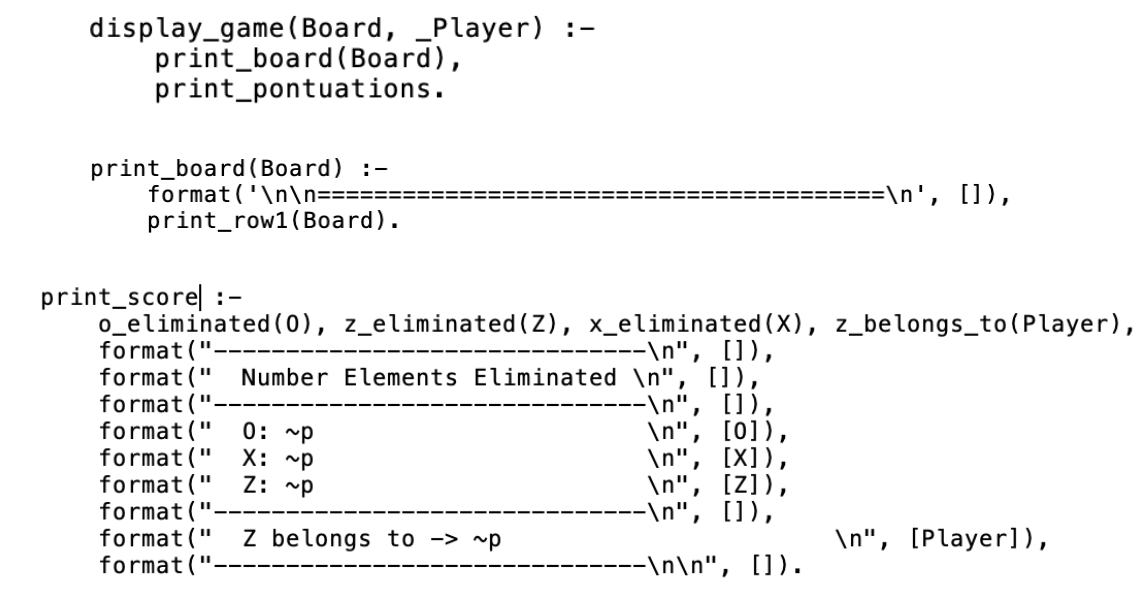 display_game(Board, _Player) :-
    print_board(Board),
    print_pontuations.
print_board(Board) :-
    format('\n\n========================================\n', []),
    print_row1(Board).
print_score :-
    o_eliminated(O), z_eliminated(Z), x_eliminated(X), z_belongs_to(Player),
    format("------------------------------\n", []),
    format("  Number Elements Eliminated \n", []),
    format("------------------------------\n", []),
    format("  O: ~p                       \n", [O]),
    format("  X: ~p                       \n", [X]),
    format("  Z: ~p                       \n", [Z]),
    format("------------------------------\n", []),
    format("  Z belongs to -> ~p                       \n", [Player]),
    format("------------------------------\n\n", []).